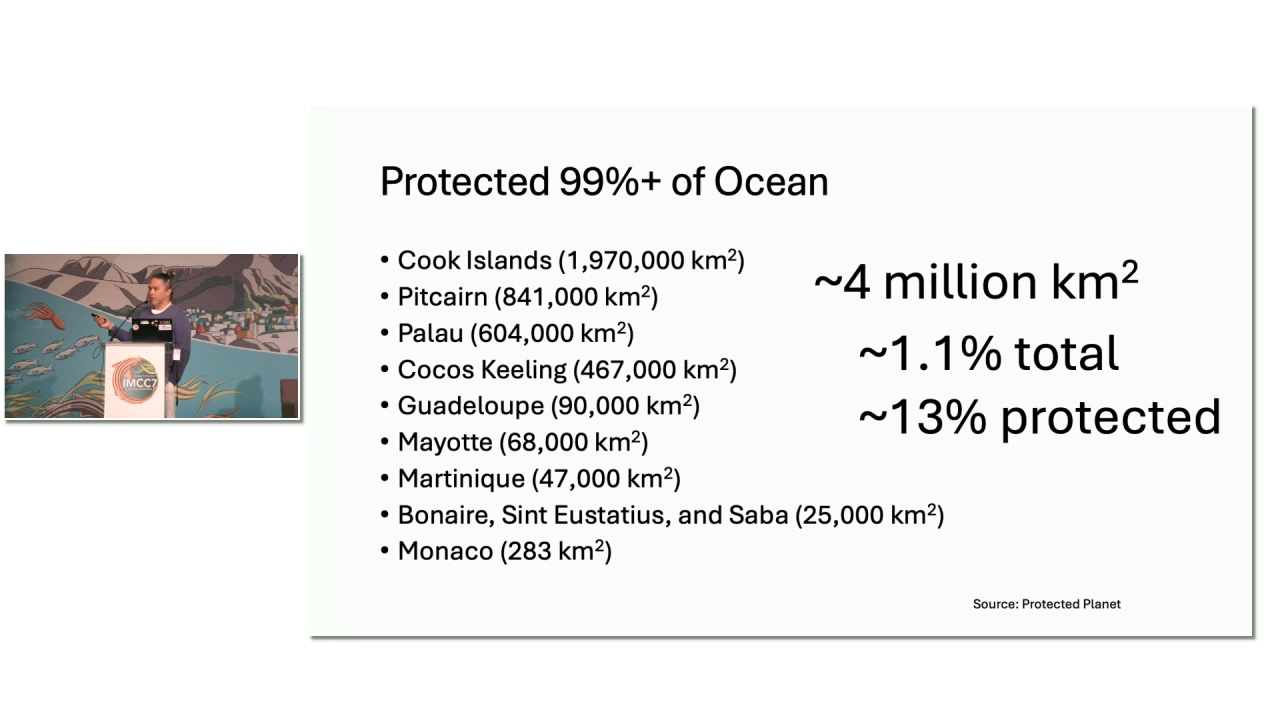 Protected 99%+ of Ocean
• Cook Islands (1,970,000 km²)
• Pitcairn (841,000 km²)
• Palau (604,000 km²)
• Cocos Keeling (467,000 km²)
• Guadeloupe (90,000 km²)
• Mayotte (68,000 km²)
• Martinique (47,000 km²)
• Bonaire, Sint Eustatius, and Saba (25,000 km²)
• Monaco (283 km²)
~4 million km²
~1.1% total
~13% protected
Source: Protected Planet
IMCC7